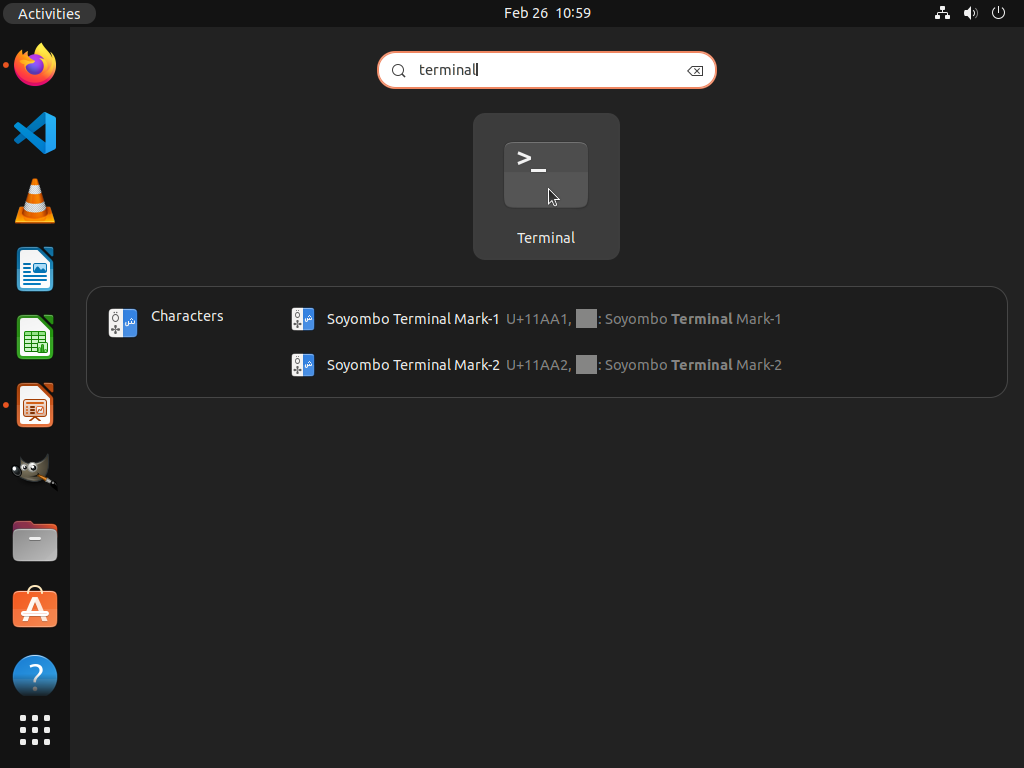 Activities
Feb 26 10:59
terminal
>_
Terminal
Characters
Soyombo Terminal Mark-1 U+11AA1, : Soyombo Terminal Mark-1
Soyombo Terminal Mark-2 U+11AA2, : Soyombo Terminal Mark-2